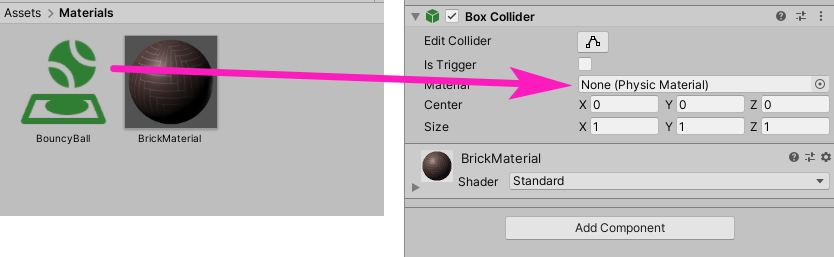 Assets > Materials
BouncyBall
BrickMaterial
Box Collider
Edit Collider
Is Trigger
Material None (Physic Material)
Center X 0 Y 0 Z 0
Size X 1 Y 1 Z 1
BrickMaterial
Shader Standard
Add Component